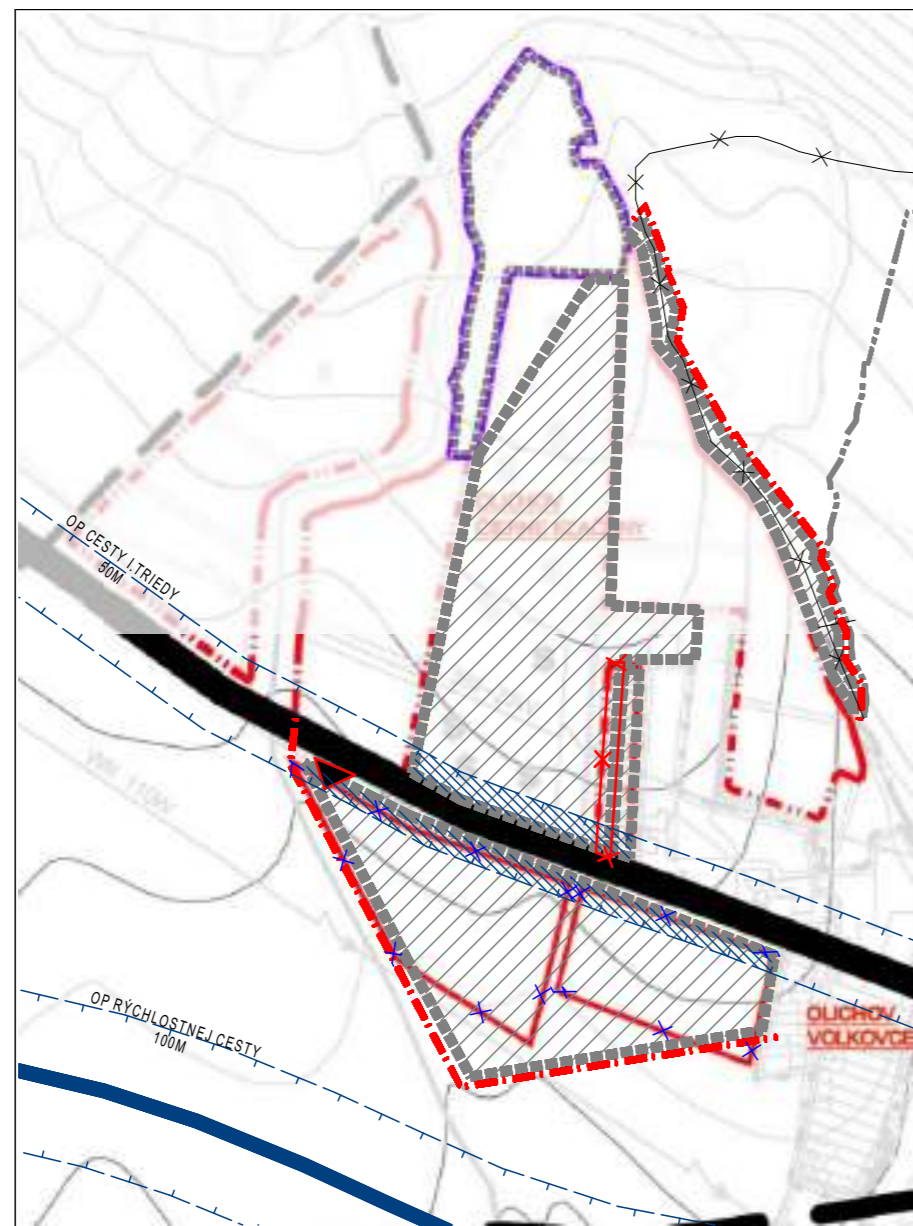 OP CESTY I.TRIEDY
50M
OP RÝCHLOSTNEJ CESTY
100M
OLICHOV
VOLKOVCE